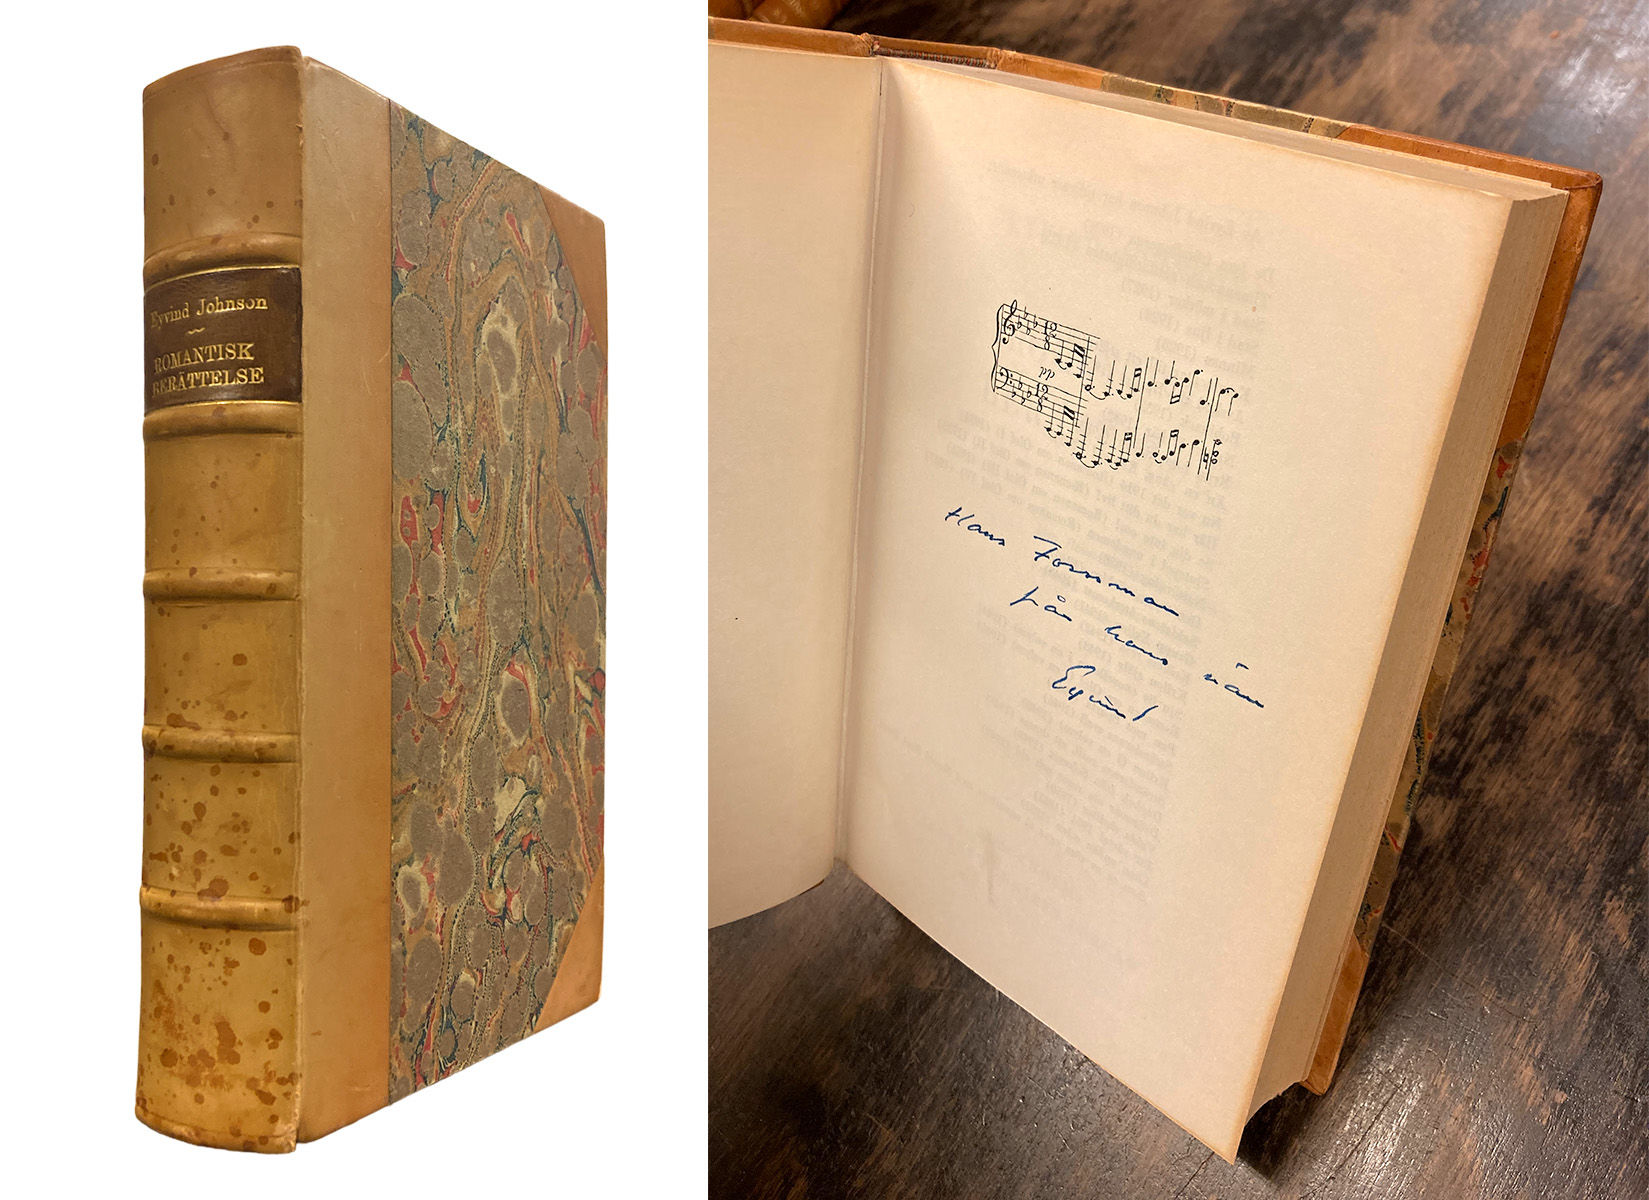 Eyvind Johnson
ROMANTISK
BERÄTTELSE
pp
Hans Forssman
från hans vän
Eyvind